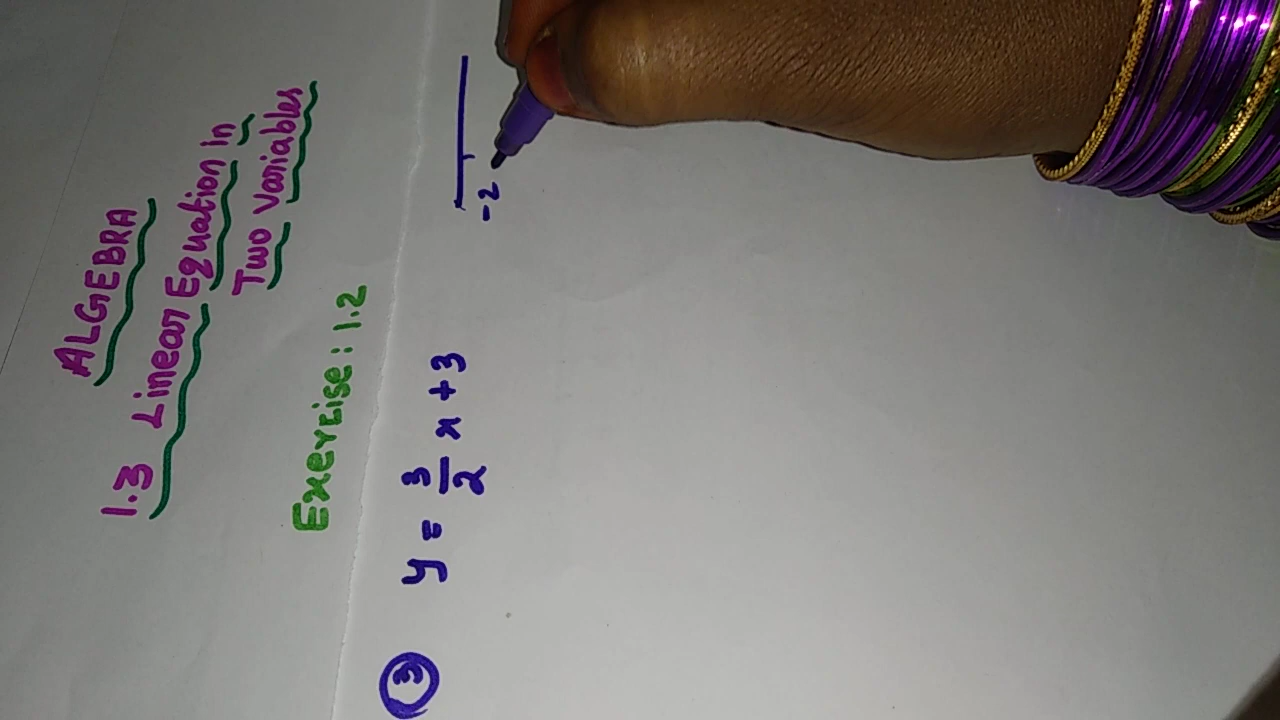 ALGEBRA
1.3 Linear Equation in
Two Variables
Exercise: 1.2
3 y = 3/2 x + 3
-2